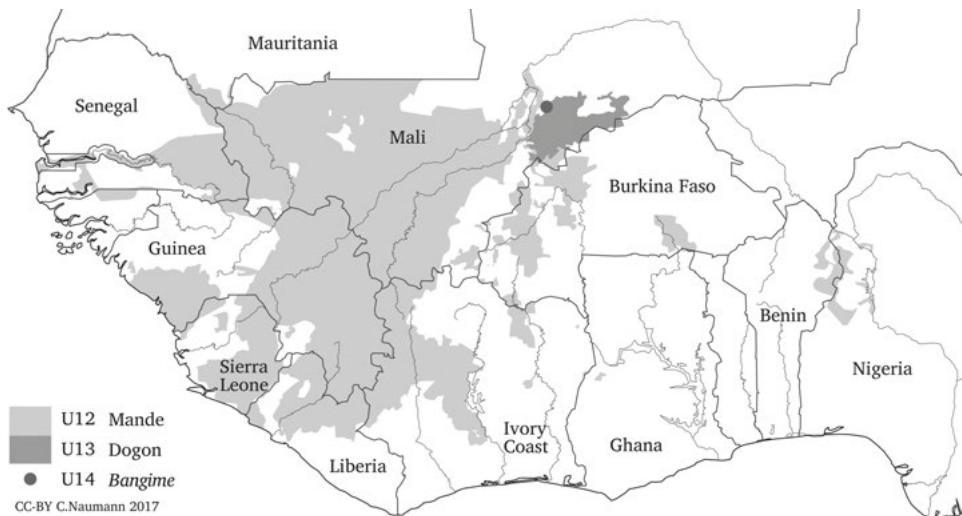 Mauritania
Senegal
Mali
Burkina Faso
Guinea
Benin
Sierra
Leone
Nigeria
Ivory
Coast
Ghana
Liberia
U12 Mande
U13 Dogon
U14 Bangime
CC-BY C.Naumann 2017